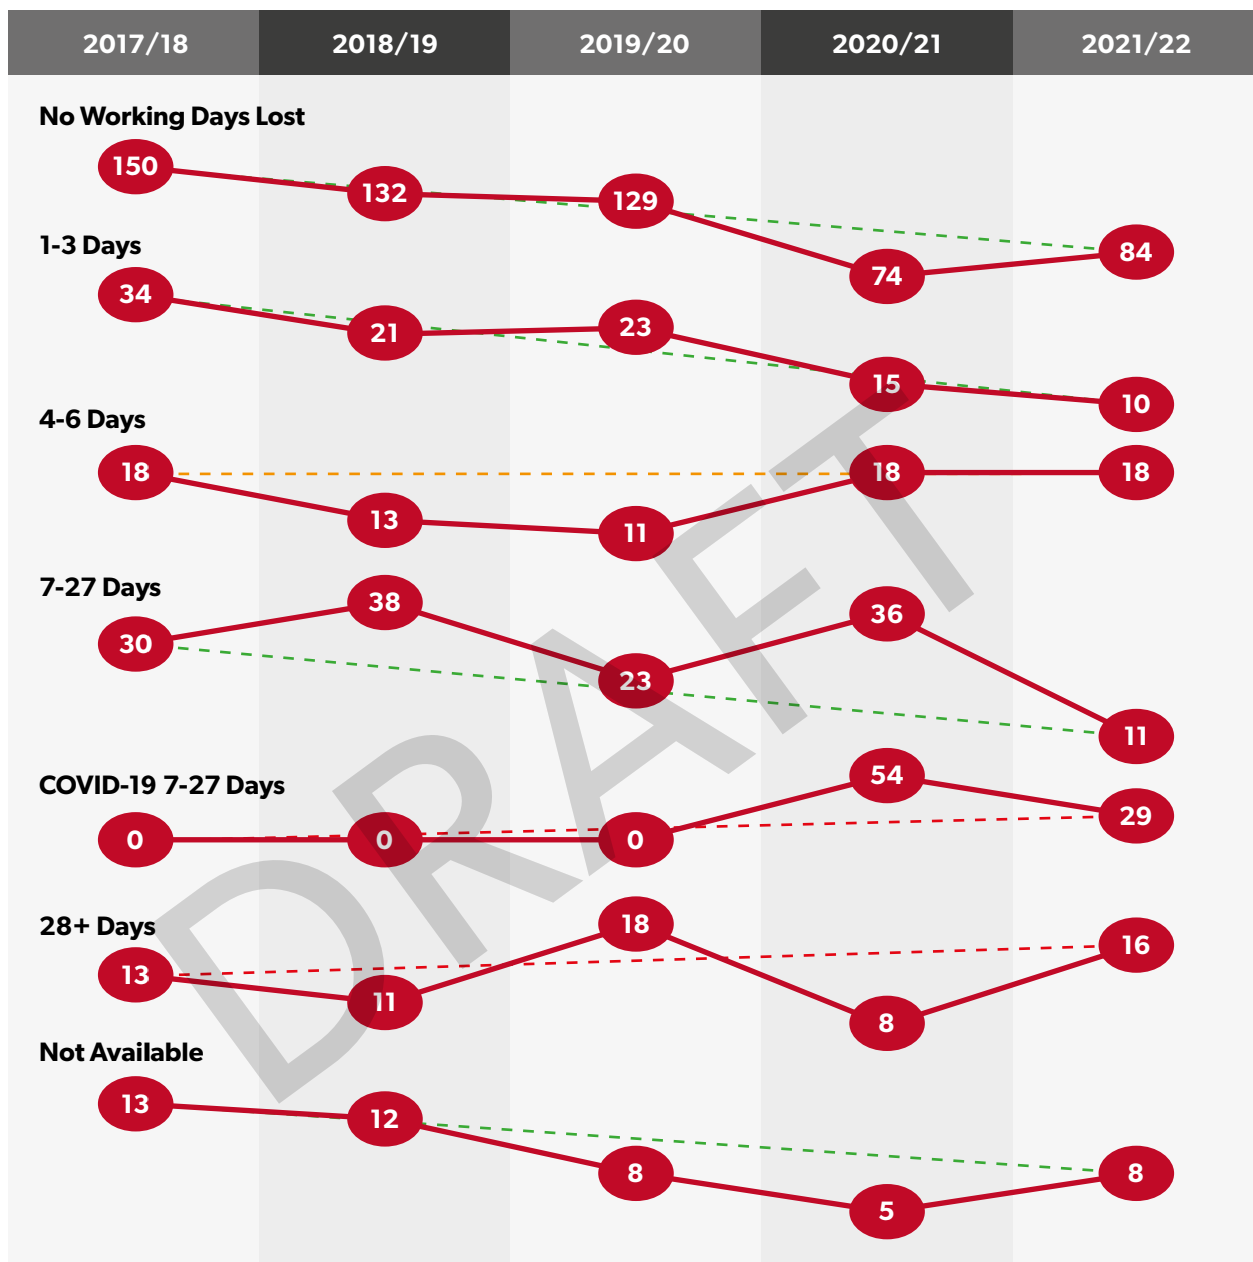 2017/18 2018/19 2019/20 2020/21 2021/22
No Working Days Lost
150 132 129 74 84
1-3 Days
34 21 23 15 10
4-6 Days
18 13 11 18 18
7-27 Days
30 38 23 36 11
COVID-19 7-27 Days
0 0 0 54 29
28+ Days
13 11 18 8 16
Not Available
13 12 8 5 8
DRAFT